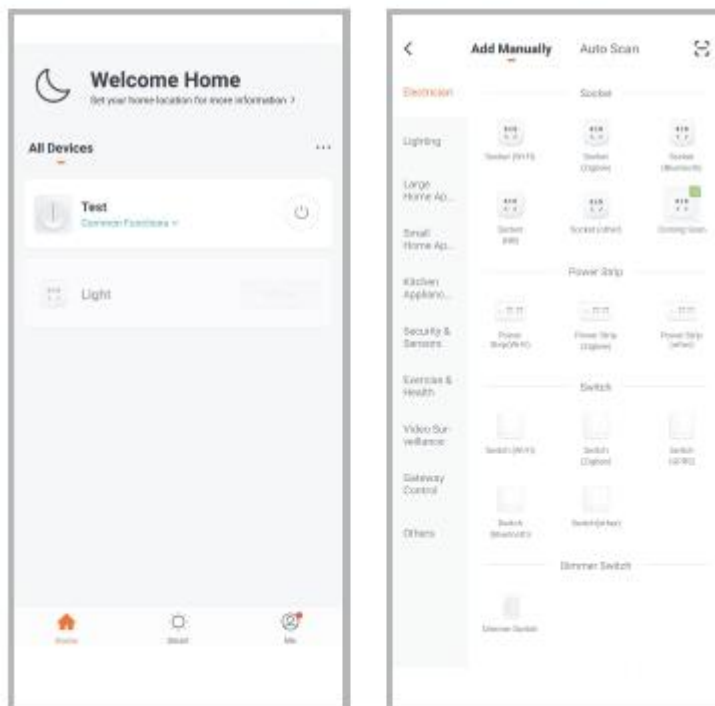 Welcome Home
Set your home location for more information >
All Devices
...
Test
Common Functions
Light
Home
Smart
Me
Add Manually
Auto Scan
Electrician
Socket
Lighting
Socket (Wi-Fi)
Socket
(Zigbee)
Socket
(Bluetooth)
Large
Home Ap...
Socket
(NB)
Socket (other)
Coming Soon
Small
Home Ap...
Power Strip
Kitchen
Applianc...
Power
Strip(Wi-Fi)
Power Strip
(Zigbee)
Power Strip
(other)
Security &
Sensors
Exercise &
Health
Switch
Video Sur-
veillance
Switch (Wi-Fi)
Switch
(Zigbee)
Switch
(GPRS)
Gateway
Control
Switch
(Bluetooth)
Switch(other)
Others
Dimmer Switch
Dimmer Switch